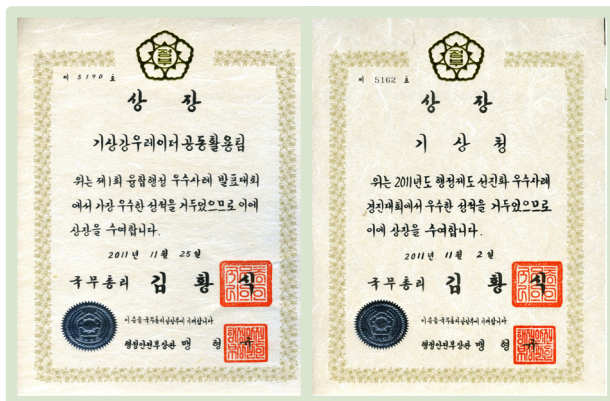 제 5190 호
상 장
기상강우레이더공동활용팀
위는 제1회 융합행정 우수사례 발표대회
에서 가장 우수한 성적을 거두었으므로 이에
상장을 수여합니다.
2011년 11월 25일
국무총리 김 황 식
이 증을 국무총리상장부에 기재합니다
행정안전부장관 맹 형 규
제 5162 호
상 장
기 상 청
위는 2011년도 행정제도 선진화 우수사례
경진대회에서 우수한 성적을 거두었으므로
이에 상장을 수여합니다.
2011년 11월 2일
국무총리 김 황 식
이 증을 국무총리상장부에 기재합니다
행정안전부장관 맹 형 규